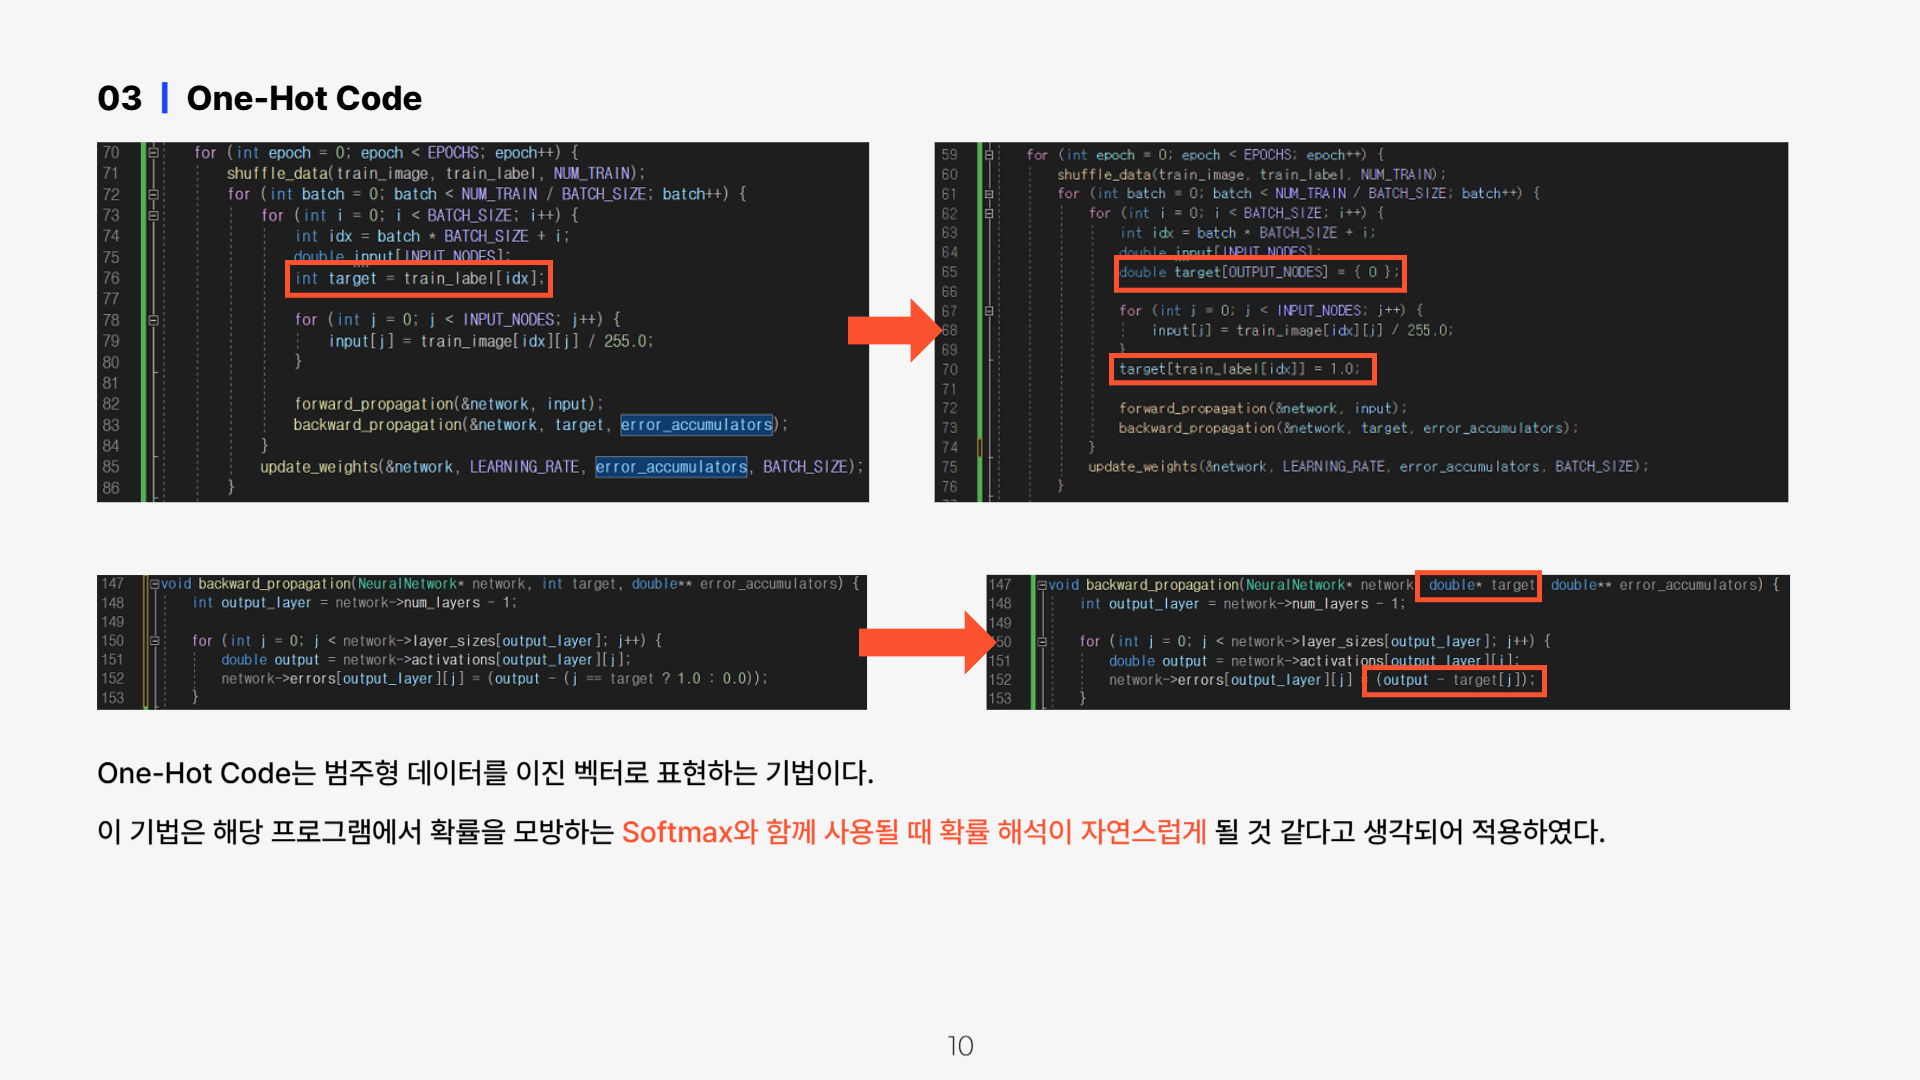 03 | One-Hot Code
70 for (int epoch = 0; epoch < EPOCHS; epoch++) {
71 shuffle_data(train_image, train_label, NUM_TRAIN);
72 for (int batch = 0; batch < NUM_TRAIN / BATCH_SIZE; batch++) {
73 for (int i = 0; i < BATCH_SIZE; i++) {
74 int idx = batch * BATCH_SIZE + i;
75 double input[INPUT_NODES];
76 int target = train_label[idx];
77
78 for (int j = 0; j < INPUT_NODES; j++) {
79 input[j] = train_image[idx][j] / 255.0;
80 }
81
82 forward_propagation(&network, input);
83 backward_propagation(&network, target, error_accumulators);
84 }
85 update_weights(&network, LEARNING_RATE, error_accumulators, BATCH_SIZE);
86 }
59 for (int epoch = 0; epoch < EPOCHS; epoch++) {
60 shuffle_data(train_image, train_label, NUM_TRAIN);
61 for (int batch = 0; batch < NUM_TRAIN / BATCH_SIZE; batch++) {
62 for (int i = 0; i < BATCH_SIZE; i++) {
63 int idx = batch * BATCH_SIZE + i;
64 double input[INPUT_NODES];
65 double target[OUTPUT_NODES] = { 0 };
66
67 for (int j = 0; j < INPUT_NODES; j++) {
68 input[j] = train_image[idx][j] / 255.0;
69 }
70 target[train_label[idx]] = 1.0;
71
72 forward_propagation(&network, input);
73 backward_propagation(&network, target, error_accumulators);
74 }
75 update_weights(&network, LEARNING_RATE, error_accumulators, BATCH_SIZE);
76 }
147 void backward_propagation(NeuralNetwork* network, int target, double** error_accumulators) {
148 int output_layer = network->num_layers - 1;
149
150 for (int j = 0; j < network->layer_sizes[output_layer]; j++) {
151 double output = network->activations[output_layer][j];
152 network->errors[output_layer][j] = (output - (j == target ? 1.0 : 0.0));
153 }
147 void backward_propagation(NeuralNetwork* network double* target double** error_accumulators) {
148 int output_layer = network->num_layers - 1;
149
50 for (int j = 0; j < network->layer_sizes[output_layer]; j++) {
151 double output = network->activations[output_layer][j];
152 network->errors[output_layer][j] (output - target[j]);
153 }
One-Hot Code는 범주형 데이터를 이진 벡터로 표현하는 기법이다.
이 기법은 해당 프로그램에서 확률을 모방하는 Softmax와 함께 사용될 때 확률 해석이 자연스럽게 될 것 같다고 생각되어 적용하였다.
10